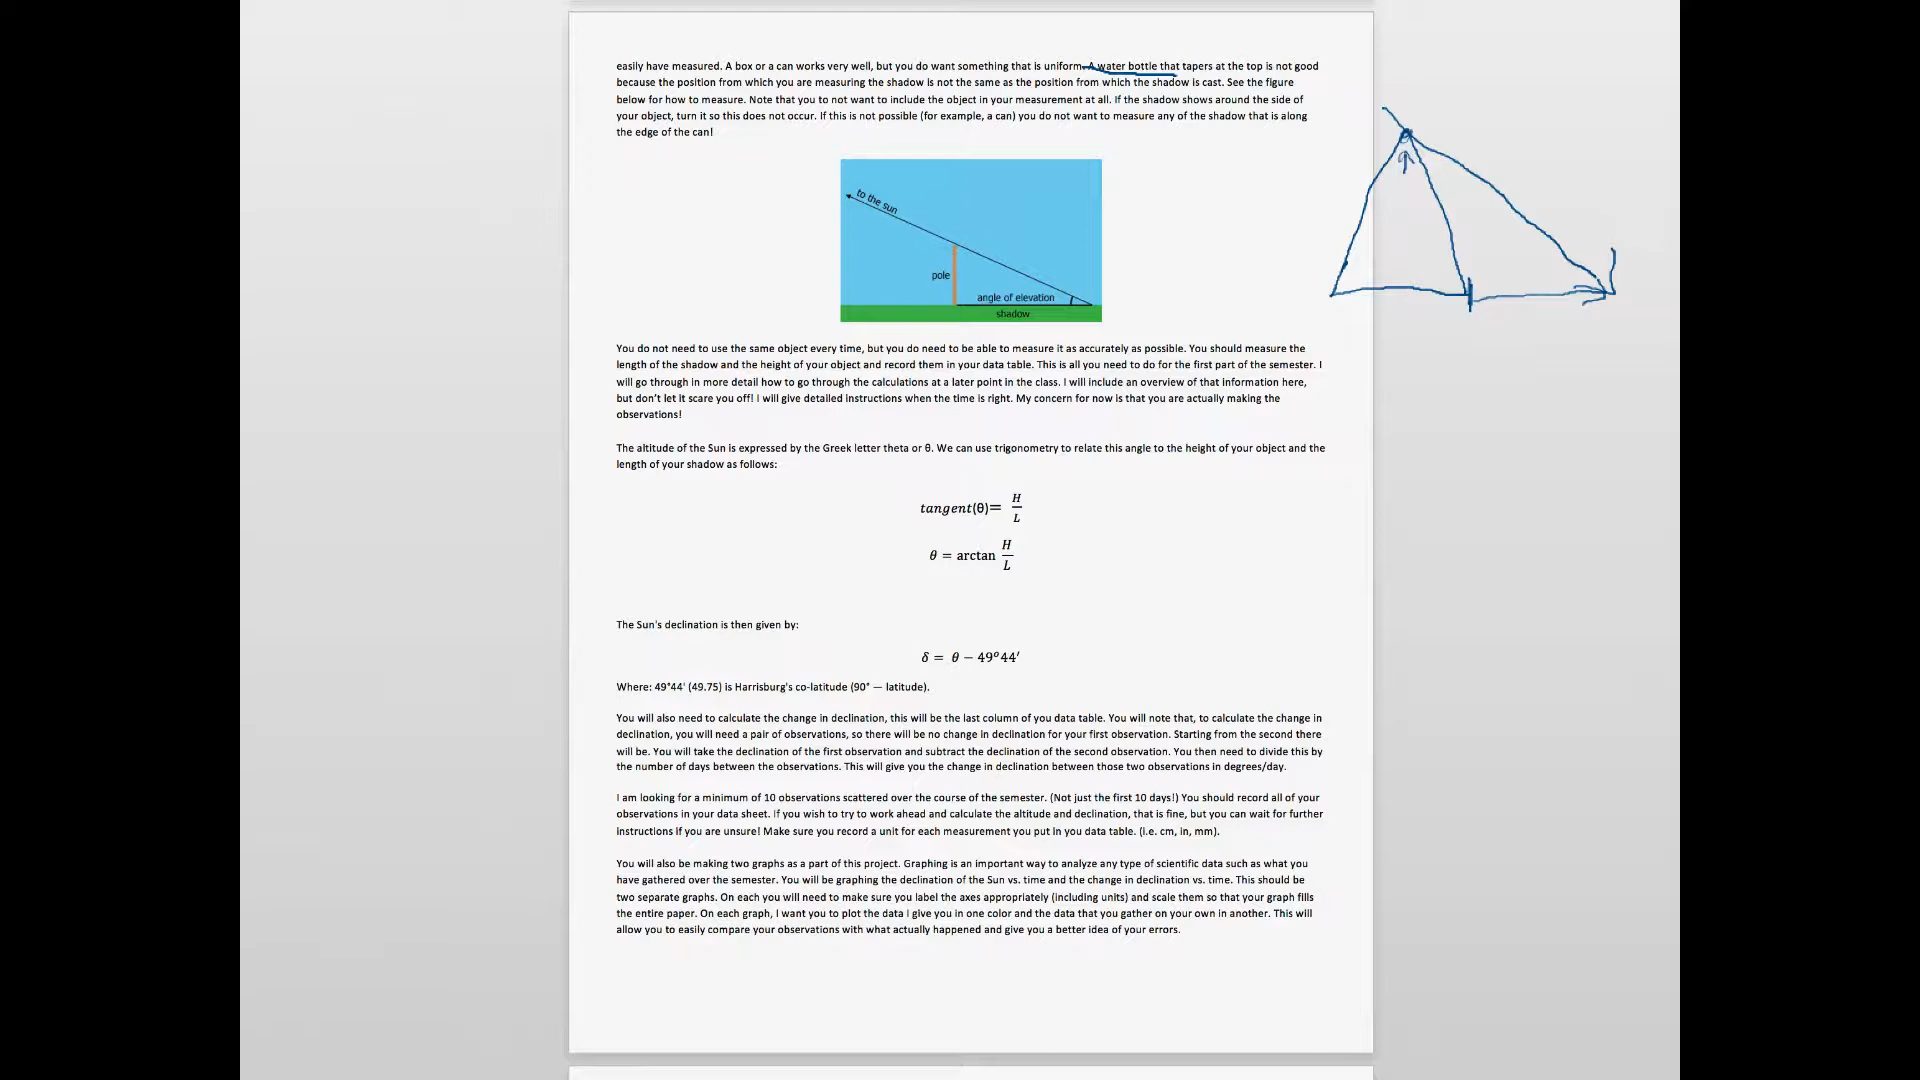 easily have measured. A box or a can works very well, but you do want something that is uniform. A water bottle that tapers at the top is not good
because the position from which you are measuring the shadow is not the same as the position from which the shadow is cast. See the figure
below for how to measure. Note that you to not want to include the object in your measurement at all. If the shadow shows around the side of
your object, turn it so this does not occur. If this is not possible (for example, a can) you do not want to measure any of the shadow that is along
the edge of the can!
to the sun
pole
angle of elevation
shadow
You do not need to use the same object every time, but you do need to be able to measure it as accurately as possible. You should measure the
length of the shadow and the height of your object and record them in your data table. This is all you need to do for the first part of the semester. I
will go through in more detail how to go through the calculations at a later point in the class. I will include an overview of that information here,
but don't let it scare you off! I will give detailed instructions when the time is right. My concern for now is that you are actually making the
observations!
The altitude of the Sun is expressed by the Greek letter theta or θ. We can use trigonometry to relate this angle to the height of your object and the
length of your shadow as follows:
tangent(θ)= H/L
θ = arctan H/L
The Sun's declination is then given by:
δ = θ − 49°44′
Where: 49°44' (49.75) is Harrisburg's co-latitude (90° — latitude).
You will also need to calculate the change in declination, this will be the last column of you data table. You will note that, to calculate the change in
declination, you will need a pair of observations, so there will be no change in declination for your first observation. Starting from the second there
will be. You will take the declination of the first observation and subtract the declination of the second observation. You then need to divide this by
the number of days between the observations. This will give you the change in declination between those two observations in degrees/day.
I am looking for a minimum of 10 observations scattered over the course of the semester. (Not just the first 10 days!) You should record all of your
observations in your data sheet. If you wish to try to work ahead and calculate the altitude and declination, that is fine, but you can wait for further
instructions if you are unsure! Make sure you record a unit for each measurement you put in you data table. (i.e. cm, in, mm).
You will also be making two graphs as a part of this project. Graphing is an important way to analyze any type of scientific data such as what you
have gathered over the semester. You will be graphing the declination of the Sun vs. time and the change in declination vs. time. This should be
two separate graphs. On each you will need to make sure you label the axes appropriately (including units) and scale them so that your graph fills
the entire paper. On each graph, I want you to plot the data I give you in one color and the data that you gather on your own in another. This will
allow you to easily compare your observations with what actually happened and give you a better idea of your errors.